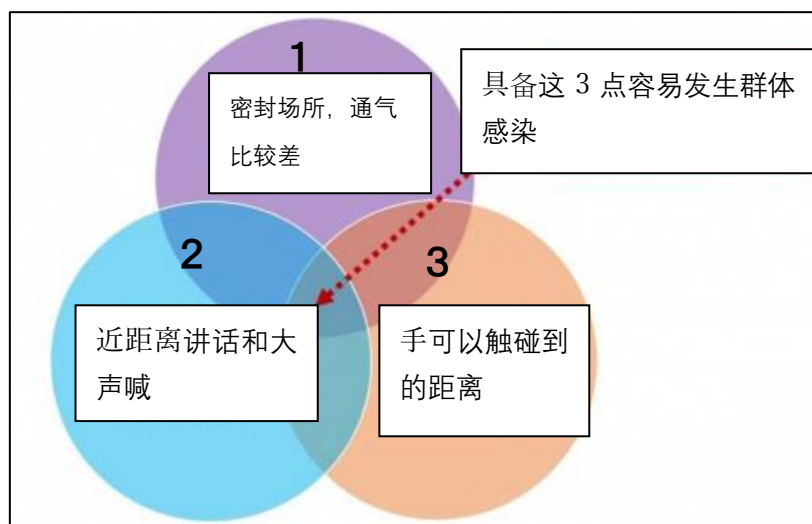 1
密封场所，通气
比较差
具备这 3 点容易发生群体
感染
2
近距离讲话和大
声喊
3
手可以触碰到
的距离